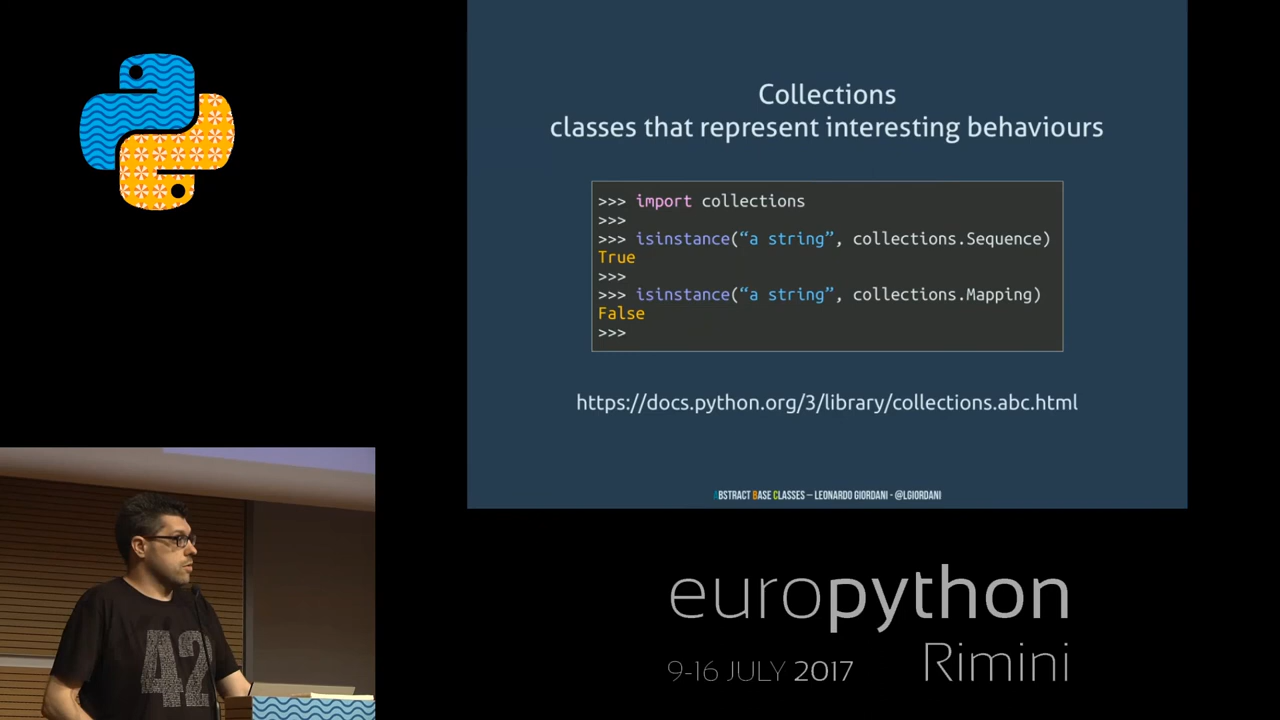 Collections
classes that represent interesting behaviours
>>> import collections
>>>
>>> isinstance(“a string”, collections.Sequence)
True
>>>
>>> isinstance(“a string”, collections.Mapping)
False
>>>
https://docs.python.org/3/library/collections.abc.html
ABSTRACT BASE CLASSES – LEONARDO GIORDANI - @LGIORDANI
42
europython
9-16 JULY 2017
Rimini